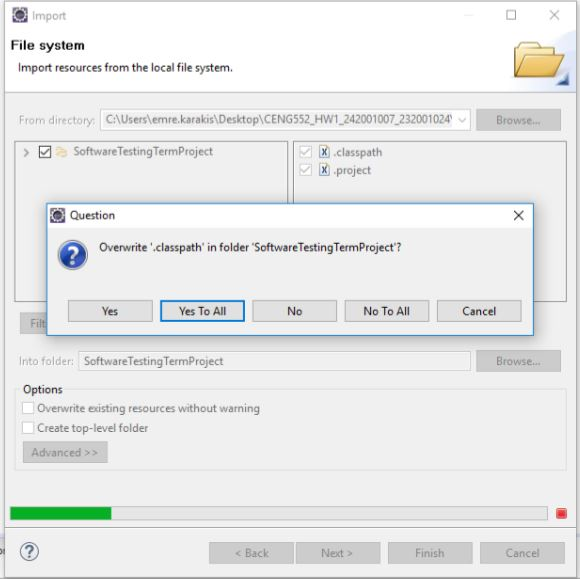 Import
File system
Import resources from the local file system.
From directory: C:\Users\emre.karakis\Desktop\CENG552_HW1_242001007_232001024\ Browse...
SoftwareTestingTermProject
.classpath
.project
Question
Overwrite '.classpath' in folder 'SoftwareTestingTermProject'?
Yes
Yes To All
No
No To All
Cancel
Filt
Into folder: SoftwareTestingTermProject Browse...
Options
Overwrite existing resources without warning
Create top-level folder
Advanced >>
< Back
Next >
Finish
Cancel